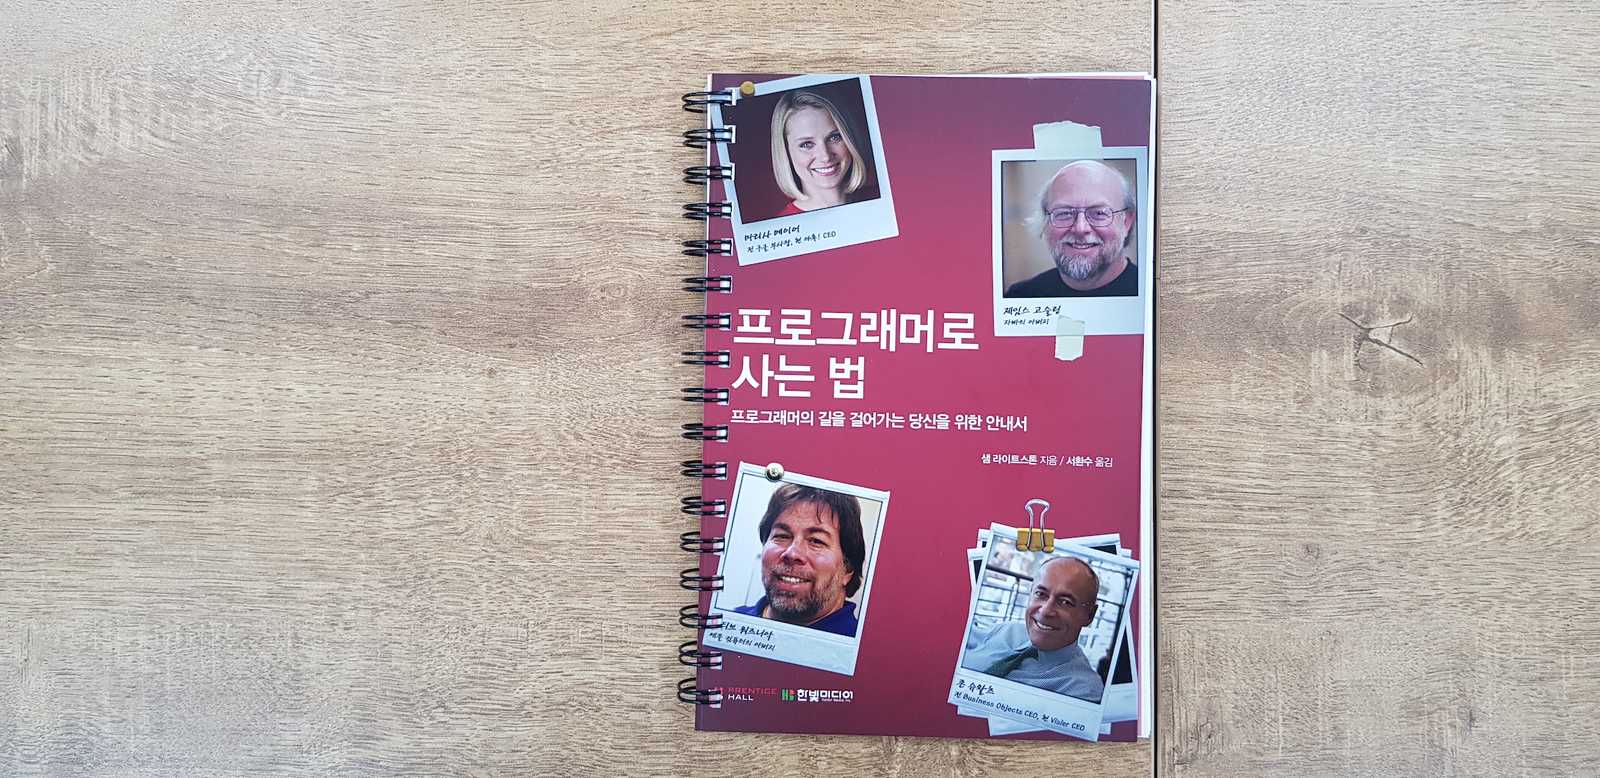 마리사 메이어
전 구글 부사장, 현 야후! CEO
제임스 고슬링
자바의 아버지
프로그래머로
사는 법
프로그래머의 길을 걸어가는 당신을 위한 안내서
샘 라이트스톤 지음 / 서환수 옮김
티브 워즈니악
애플 컴퓨터의 아버지
존 슈왈츠
전 Business Objects CEO, 현 Visier CEO
PRENTICE
HALL
HB 한빛미디어